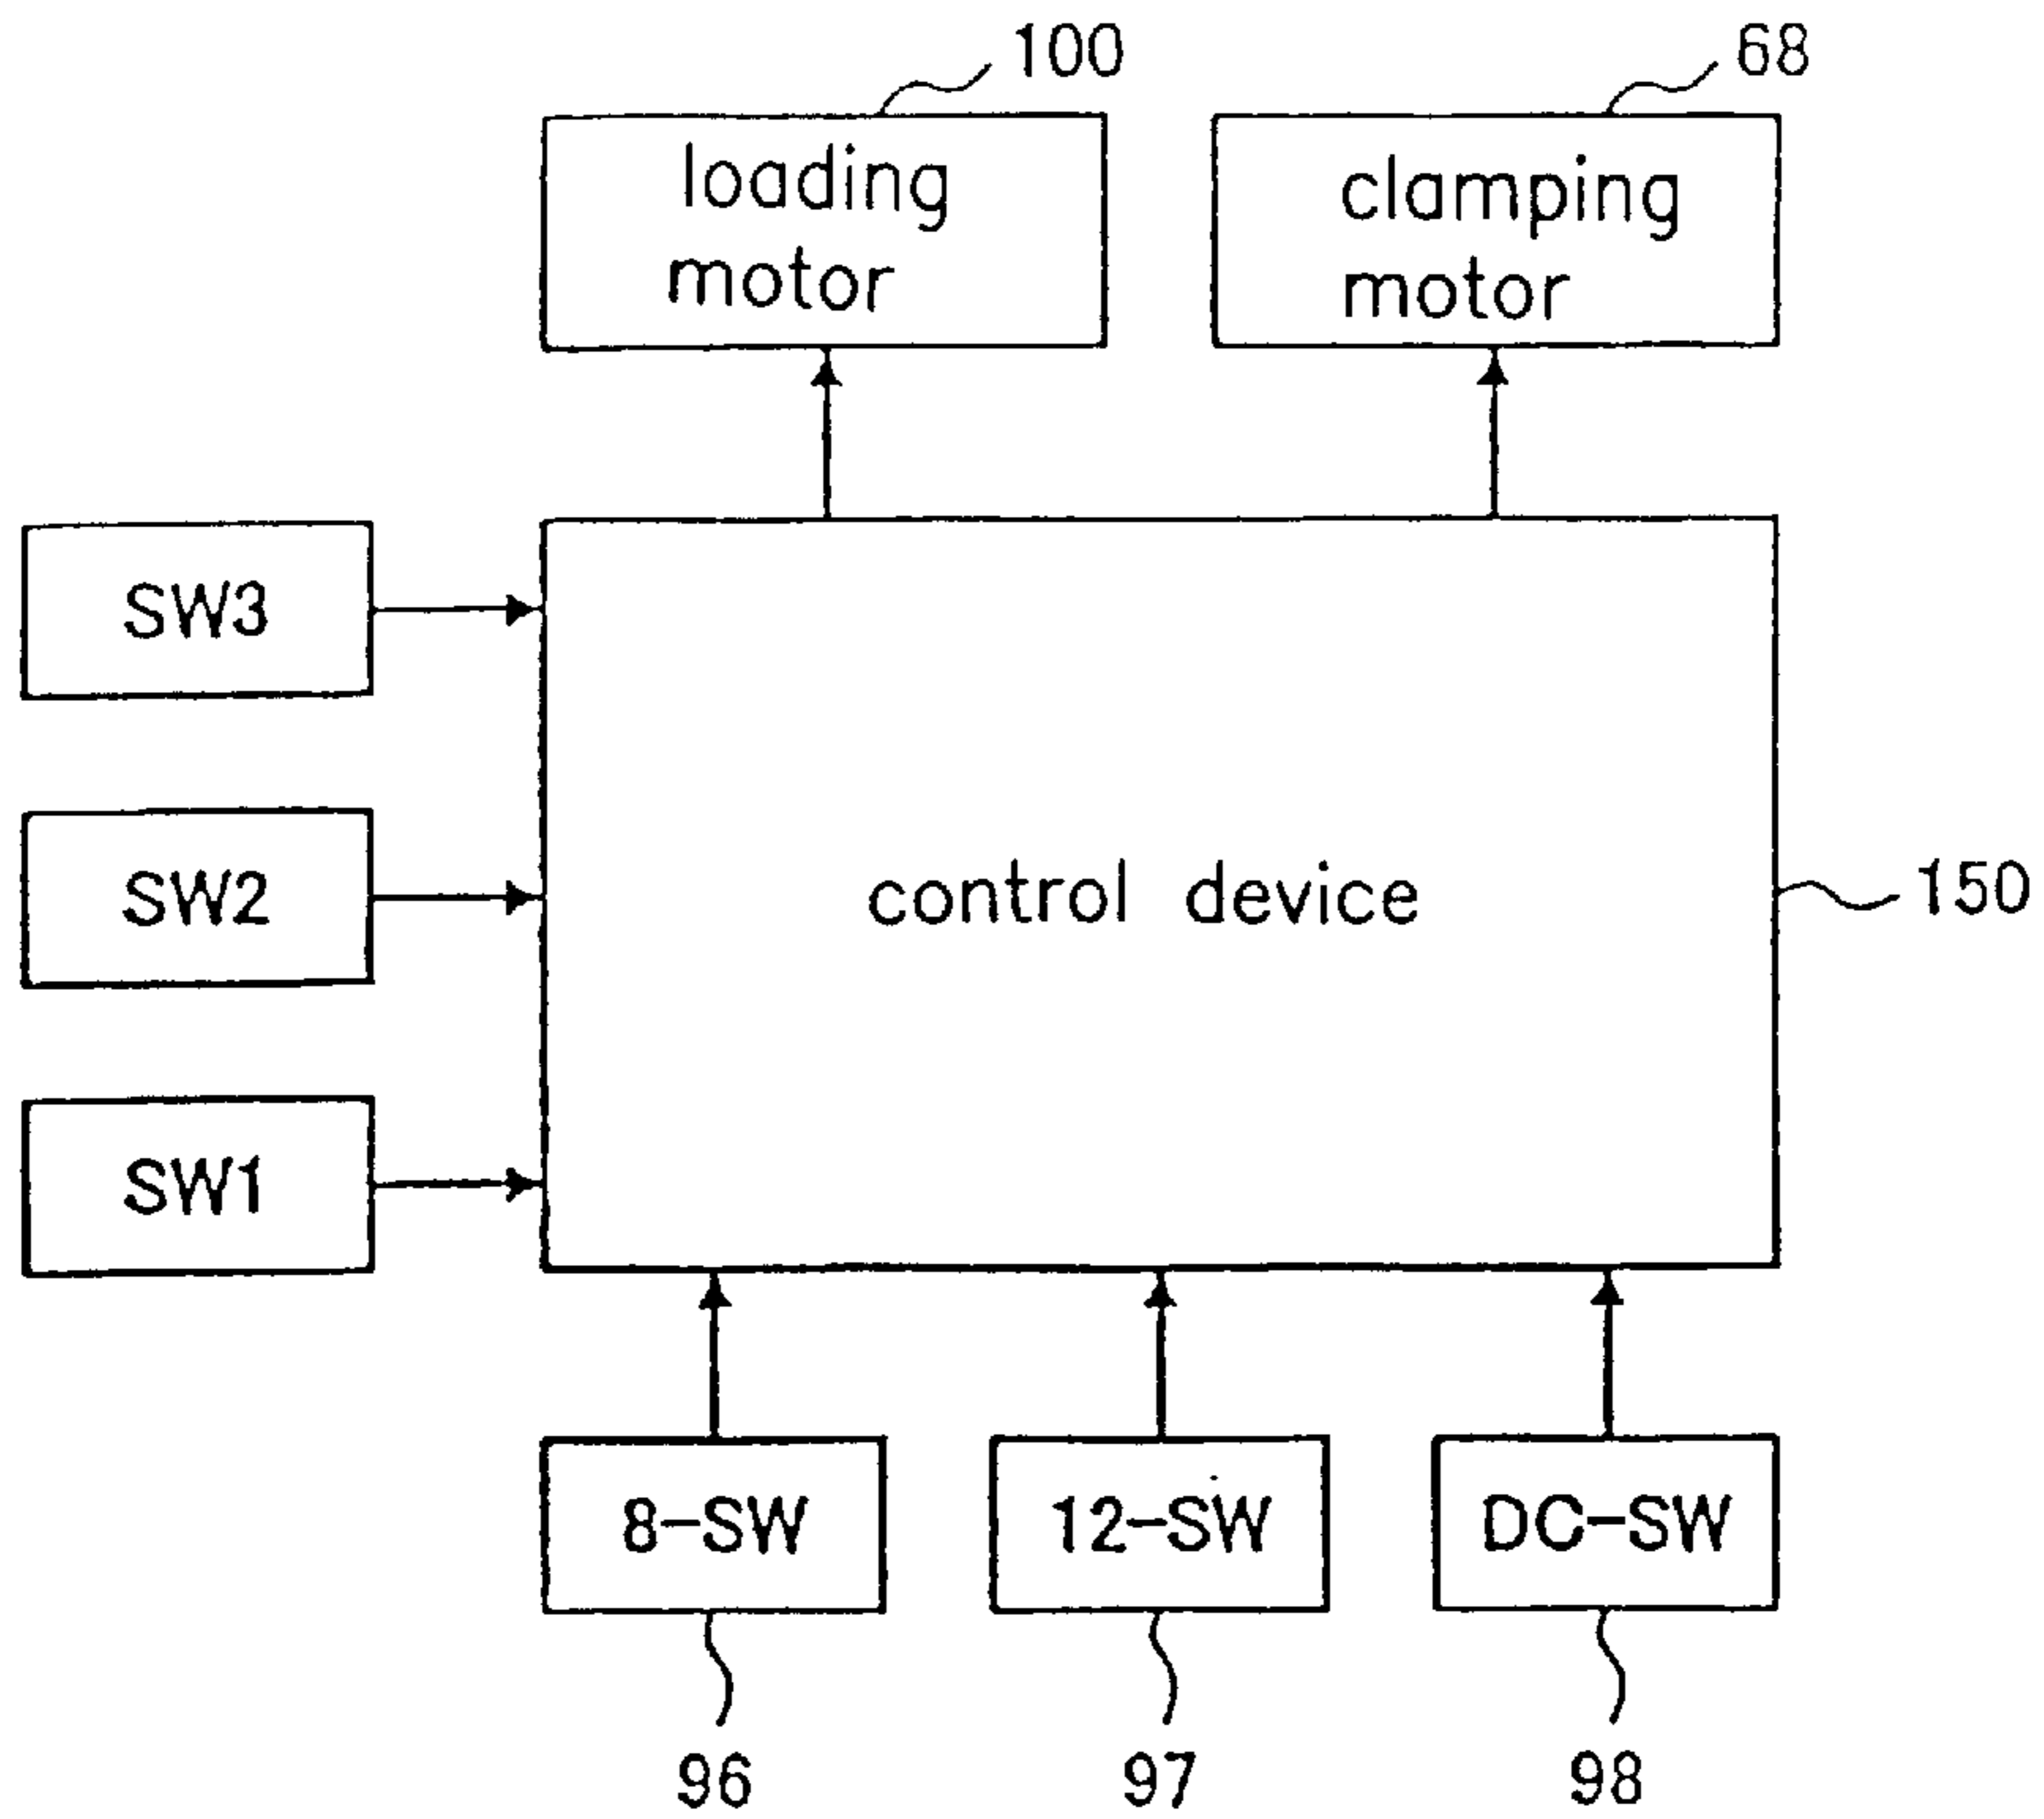 100
68
loading
motor
clamping
motor
SW3
SW2
control device
150
SW1
8-SW
12-SW
DC-SW
96
97
98